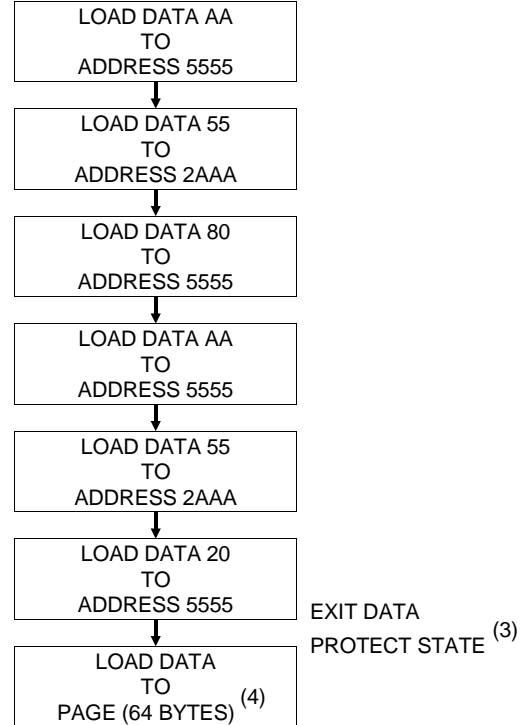 LOAD DATA AA
TO
ADDRESS 5555
LOAD DATA 55
TO
ADDRESS 2AAA
LOAD DATA 80
TO
ADDRESS 5555
LOAD DATA AA
TO
ADDRESS 5555
LOAD DATA 55
TO
ADDRESS 2AAA
LOAD DATA 20
TO
ADDRESS 5555
EXIT DATA
PROTECT STATE (3)
LOAD DATA
TO
PAGE (64 BYTES) (4)